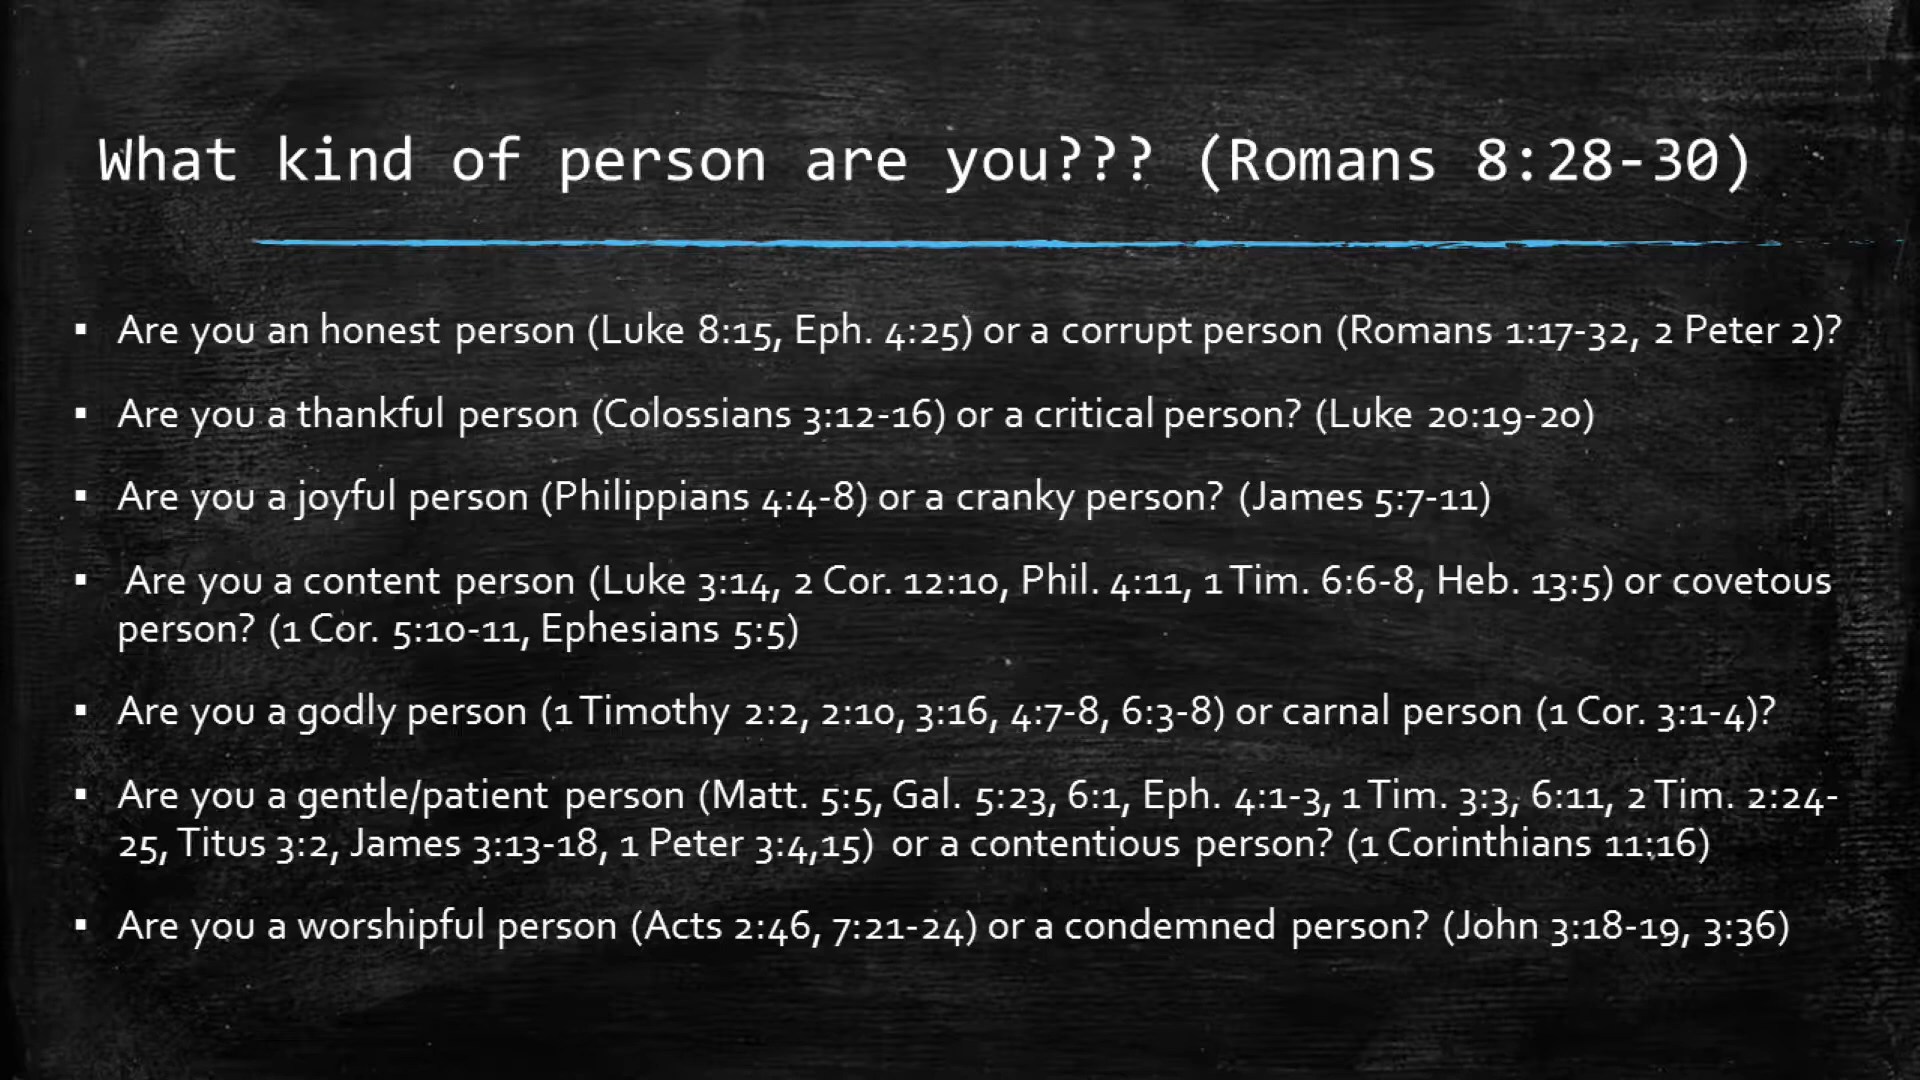 What kind of person are you??? (Romans 8:28-30)
▪ Are you an honest person (Luke 8:15, Eph. 4:25) or a corrupt person (Romans 1:17-32, 2 Peter 2)?
▪ Are you a thankful person (Colossians 3:12-16) or a critical person? (Luke 20:19-20)
▪ Are you a joyful person (Philippians 4:4-8) or a cranky person? (James 5:7-11)
▪ Are you a content person (Luke 3:14, 2 Cor. 12:10, Phil. 4:11, 1 Tim. 6:6-8, Heb. 13:5) or covetous
person? (1 Cor. 5:10-11, Ephesians 5:5)
▪ Are you a godly person (1 Timothy 2:2, 2:10, 3:16, 4:7-8, 6:3-8) or carnal person (1 Cor. 3:1-4)?
▪ Are you a gentle/patient person (Matt. 5:5, Gal. 5:23, 6:1, Eph. 4:1-3, 1 Tim. 3:3, 6:11, 2 Tim. 2:24-
25, Titus 3:2, James 3:13-18, 1 Peter 3:4,15) or a contentious person? (1 Corinthians 11:16)
▪ Are you a worshipful person (Acts 2:46, 7:21-24) or a condemned person? (John 3:18-19, 3:36)